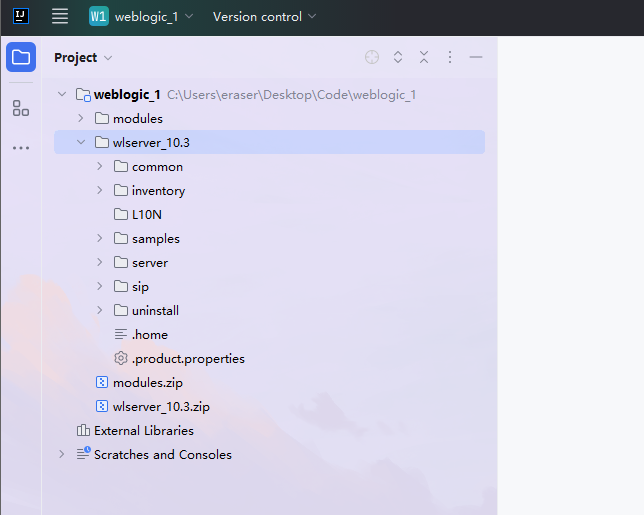 IJ W1 weblogic_1 Version control
Project
weblogic_1 C:\Users\eraser\Desktop\Code\weblogic_1
modules
wlserver_10.3
common
inventory
L10N
samples
server
sip
uninstall
.home
.product.properties
modules.zip
wlserver_10.3.zip
External Libraries
Scratches and Consoles